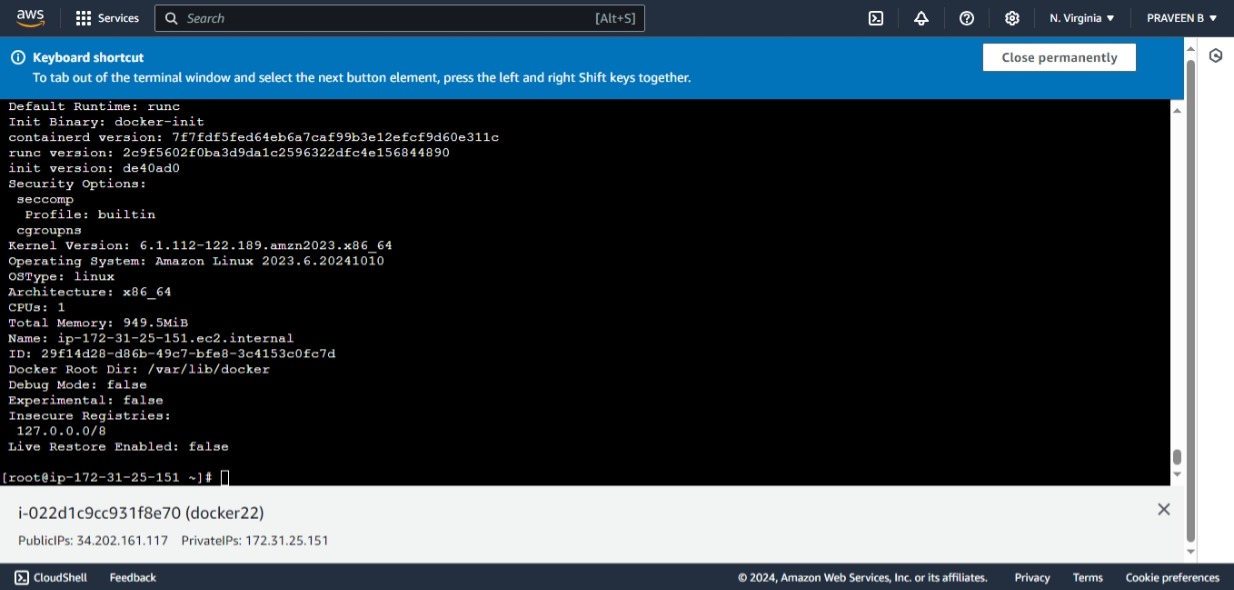 aws
Services
Search
[Alt+S]
N. Virginia ▼
PRAVEEN B ▼
Keyboard shortcut
To tab out of the terminal window and select the next button element, press the left and right Shift keys together.
Close permanently
Default Runtime: runc
Init Binary: docker-init
containerd version: 7f7fdf5fed64eb6a7caf99b3e12efcf9d60e311c
runc version: 2c9f5602f0ba3d9da1c2596322dfc4e156844890
init version: de40ad0
Security Options:
seccomp
Profile: builtin
cgroupns
Kernel Version: 6.1.112-122.189.amzn2023.x86_64
Operating System: Amazon Linux 2023.6.20241010
OSType: linux
Architecture: x86_64
CPUs: 1
Total Memory: 949.5MiB
Name: ip-172-31-25-151.ec2.internal
ID: 29f14d28-d86b-49c7-bfe8-3c4153c0fc7d
Docker Root Dir: /var/lib/docker
Debug Mode: false
Experimental: false
Insecure Registries:
127.0.0.0/8
Live Restore Enabled: false
[root@ip-172-31-25-151 ~]#
i-022d1c9cc931f8e70 (docker22)
PublicIPs: 34.202.161.117 PrivateIPs: 172.31.25.151
CloudShell
Feedback
© 2024, Amazon Web Services, Inc. or its affiliates.
Privacy
Terms
Cookie preferences